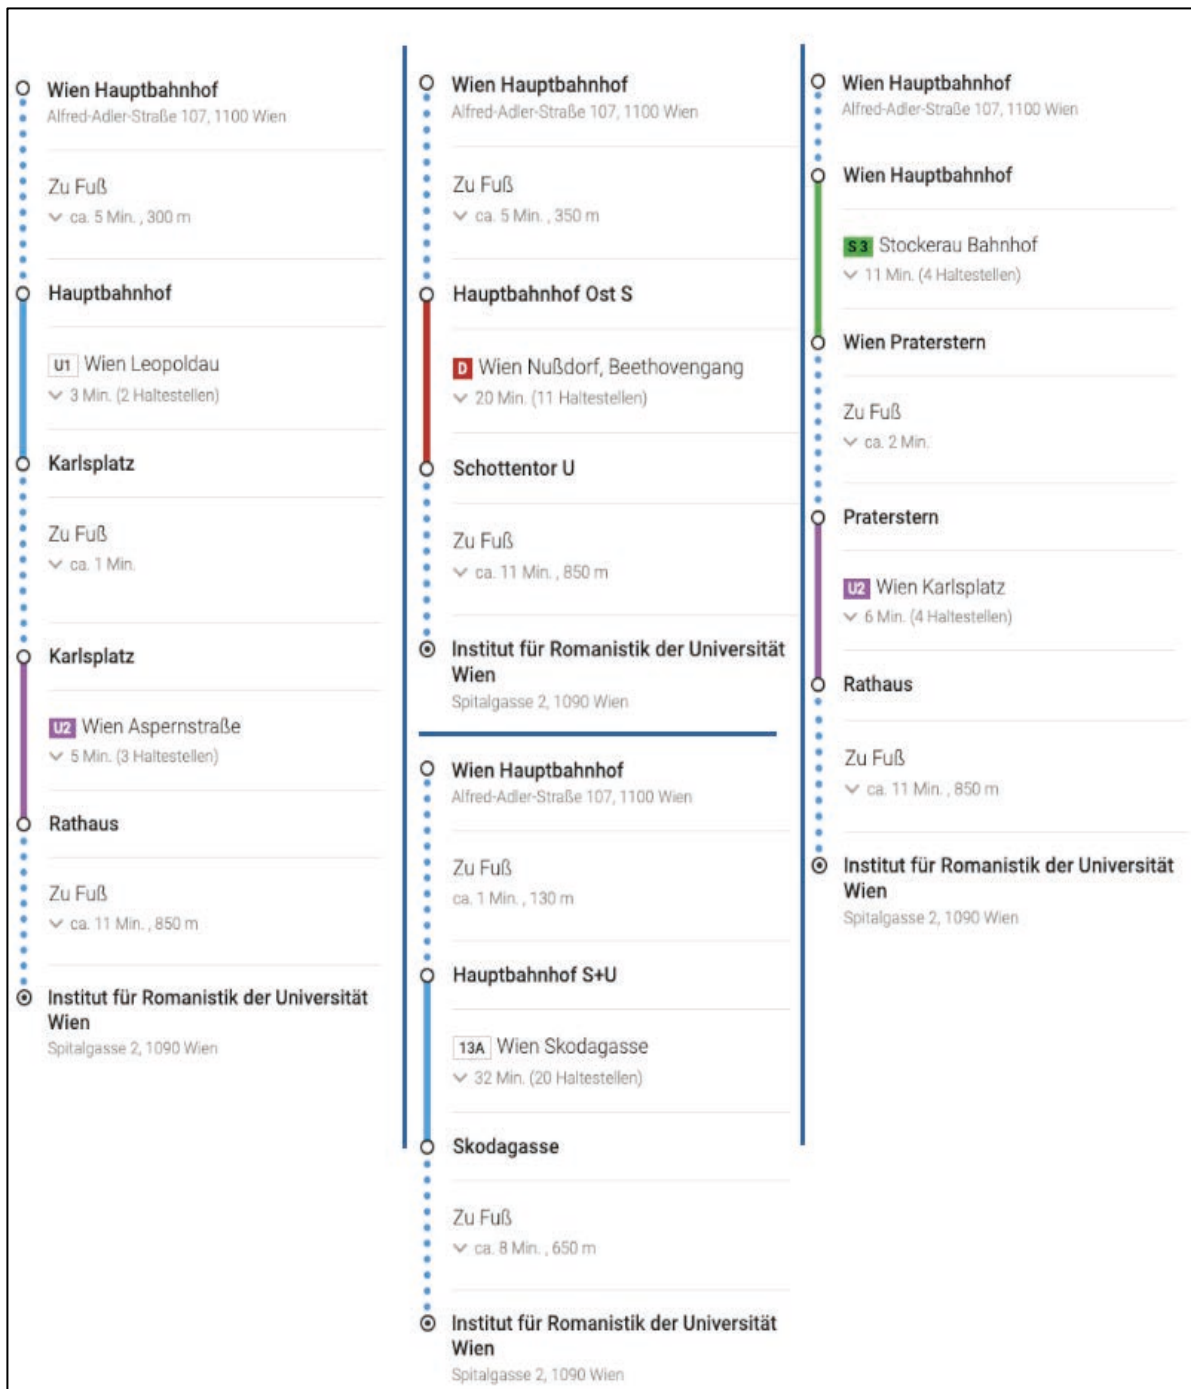 Wien Hauptbahnhof
Alfred-Adler-Straße 107, 1100 Wien
Zu Fuß
ca. 5 Min. , 300 m
Hauptbahnhof
U1 Wien Leopoldau
3 Min. (2 Haltestellen)
Karlsplatz
Zu Fuß
ca. 1 Min.
Karlsplatz
U2 Wien Aspernstraße
5 Min. (3 Haltestellen)
Rathaus
Zu Fuß
ca. 11 Min. , 850 m
Institut für Romanistik der Universität
Wien
Spitalgasse 2, 1090 Wien
Wien Hauptbahnhof
Alfred-Adler-Straße 107, 1100 Wien
Zu Fuß
ca. 5 Min. , 350 m
Hauptbahnhof Ost S
D Wien Nußdorf, Beethovengang
20 Min. (11 Haltestellen)
Schottentor U
Zu Fuß
ca. 11 Min. , 850 m
Institut für Romanistik der Universität
Wien
Spitalgasse 2, 1090 Wien
Wien Hauptbahnhof
Alfred-Adler-Straße 107, 1100 Wien
Zu Fuß
ca. 1 Min. , 130 m
Hauptbahnhof S+U
13A Wien Skodagasse
32 Min. (20 Haltestellen)
Skodagasse
Zu Fuß
ca. 8 Min. , 650 m
Institut für Romanistik der Universität
Wien
Spitalgasse 2, 1090 Wien
Wien Hauptbahnhof
Alfred-Adler-Straße 107, 1100 Wien
Wien Hauptbahnhof
S 3 Stockerau Bahnhof
11 Min. (4 Haltestellen)
Wien Praterstern
Zu Fuß
ca. 2 Min.
Praterstern
U2 Wien Karlsplatz
6 Min. (4 Haltestellen)
Rathaus
Zu Fuß
ca. 11 Min. , 850 m
Institut für Romanistik der Universität
Wien
Spitalgasse 2, 1090 Wien